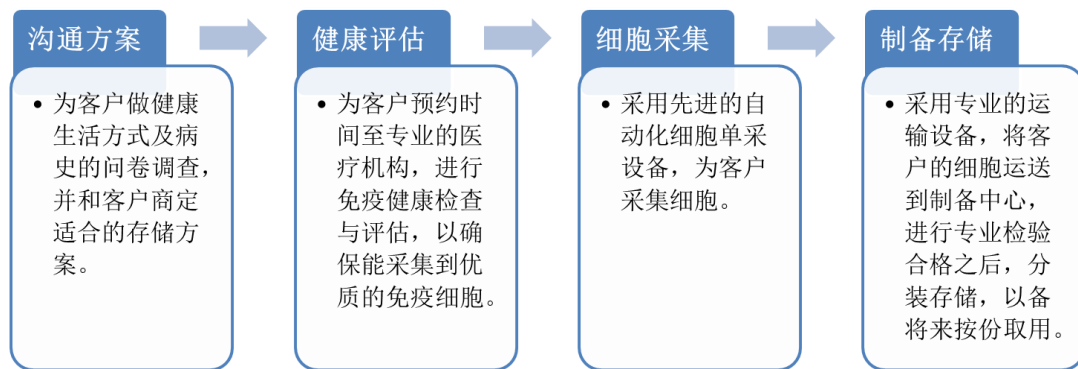 沟通方案
• 为客户做健康
生活方式及病
史的问卷调查，
并和客户商定
适合的存储方
案。
健康评估
• 为客户预约时
间至专业的医
疗机构，进行
免疫健康检查
与评估，以确
保能采集到优
质的免疫细胞。
细胞采集
• 采用先进的自
动化细胞单采
设备，为客户
采集细胞。
制备存储
• 采用专业的运
输设备，将客
户的细胞运送
到制备中心，
进行专业检验
合格之后，分
装存储，以备
将来按份取用。